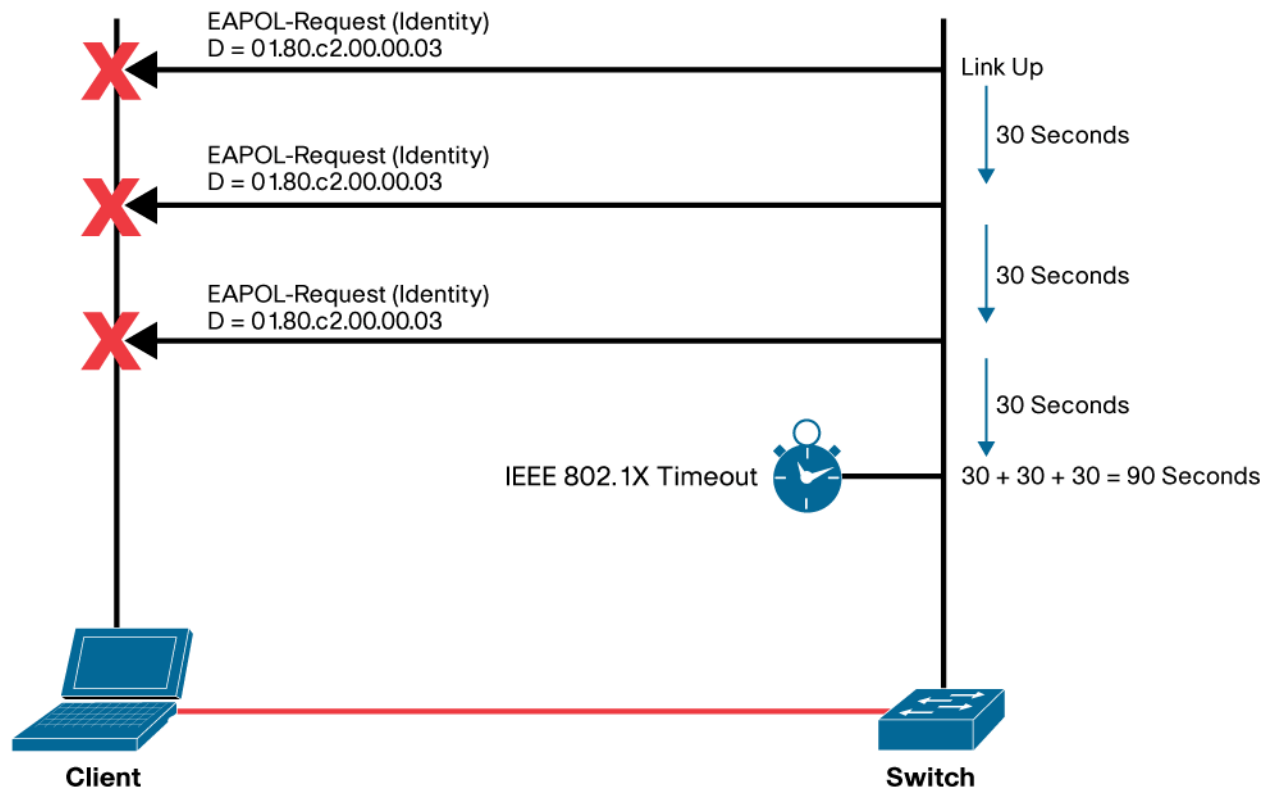 EAPOL-Request (Identity)
D = 01.80.c2.00.00.03
Link Up
30 Seconds
EAPOL-Request (Identity)
D = 01.80.c2.00.00.03
30 Seconds
EAPOL-Request (Identity)
D = 01.80.c2.00.00.03
30 Seconds
IEEE 802.1X Timeout
30 + 30 + 30 = 90 Seconds
Client
Switch